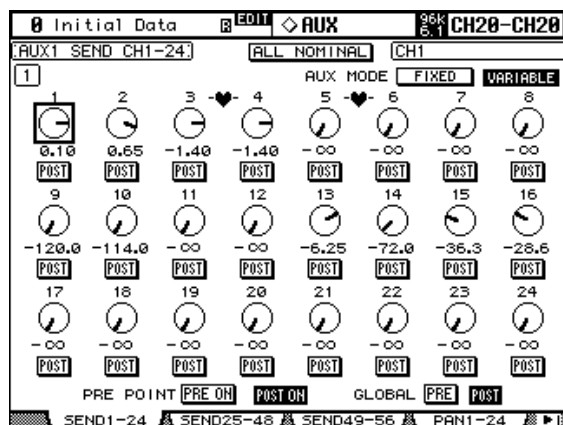 0 Initial Data R EDIT ◇AUX 96k 6.1 CH20-CH20
AUX1 SEND CH1-24 ALL NOMINAL CH1
1 AUX MODE FIXED VARIABLE
1 2 3 -♥- 4 5 -♥- 6 7 8
0.10 0.65 -1.40 -1.40 -∞ -∞ -∞ -∞
POST POST POST POST POST POST POST POST
9 10 11 12 13 14 15 16
-120.0 -114.0 -∞ -∞ -6.25 -72.0 -36.3 -28.6
POST POST POST POST POST POST POST POST
17 18 19 20 21 22 23 24
-∞ -∞ -∞ -∞ -∞ -∞ -∞ -∞
POST POST POST POST POST POST POST POST
PRE POINT PRE ON POST ON GLOBAL PRE POST
SEND1-24 SEND25-48 SEND49-56 PAN1-24